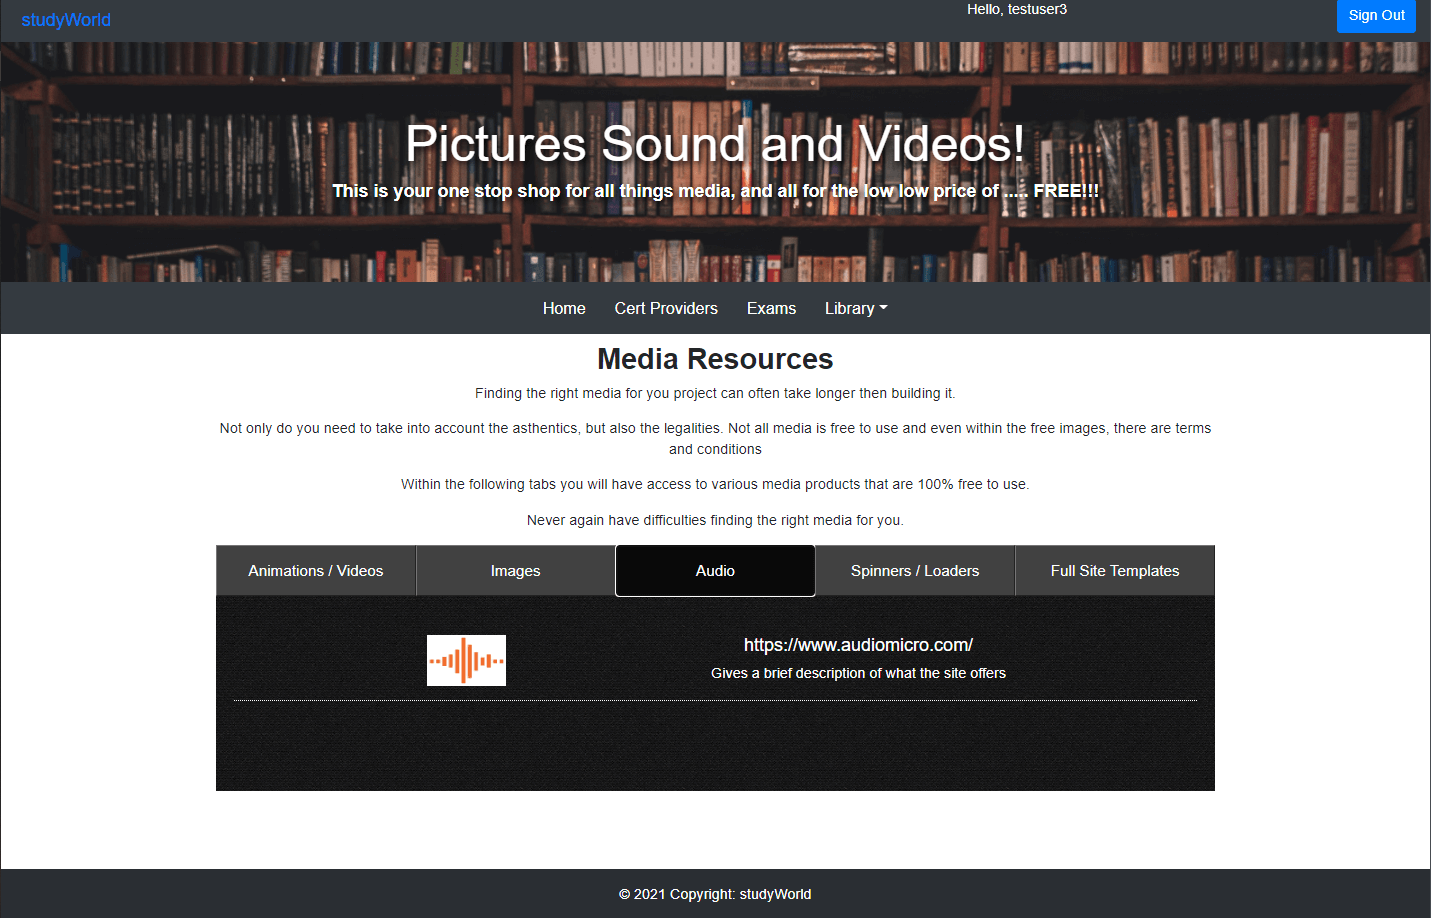 studyWorld
Hello, testuser3
Sign Out
Pictures Sound and Videos!
This is your one stop shop for all things media, and all for the low low price of ..... FREE!!!
Home
Cert Providers
Exams
Library
Media Resources
Finding the right media for you project can often take longer then building it.
Not only do you need to take into account the asthentics, but also the legalities. Not all media is free to use and even within the free images, there are terms
and conditions
Within the following tabs you will have access to various media products that are 100% free to use.
Never again have difficulties finding the right media for you.
Animations / Videos
Images
Audio
Spinners / Loaders
Full Site Templates
https://www.audiomicro.com/
Gives a brief description of what the site offers
© 2021 Copyright: studyWorld